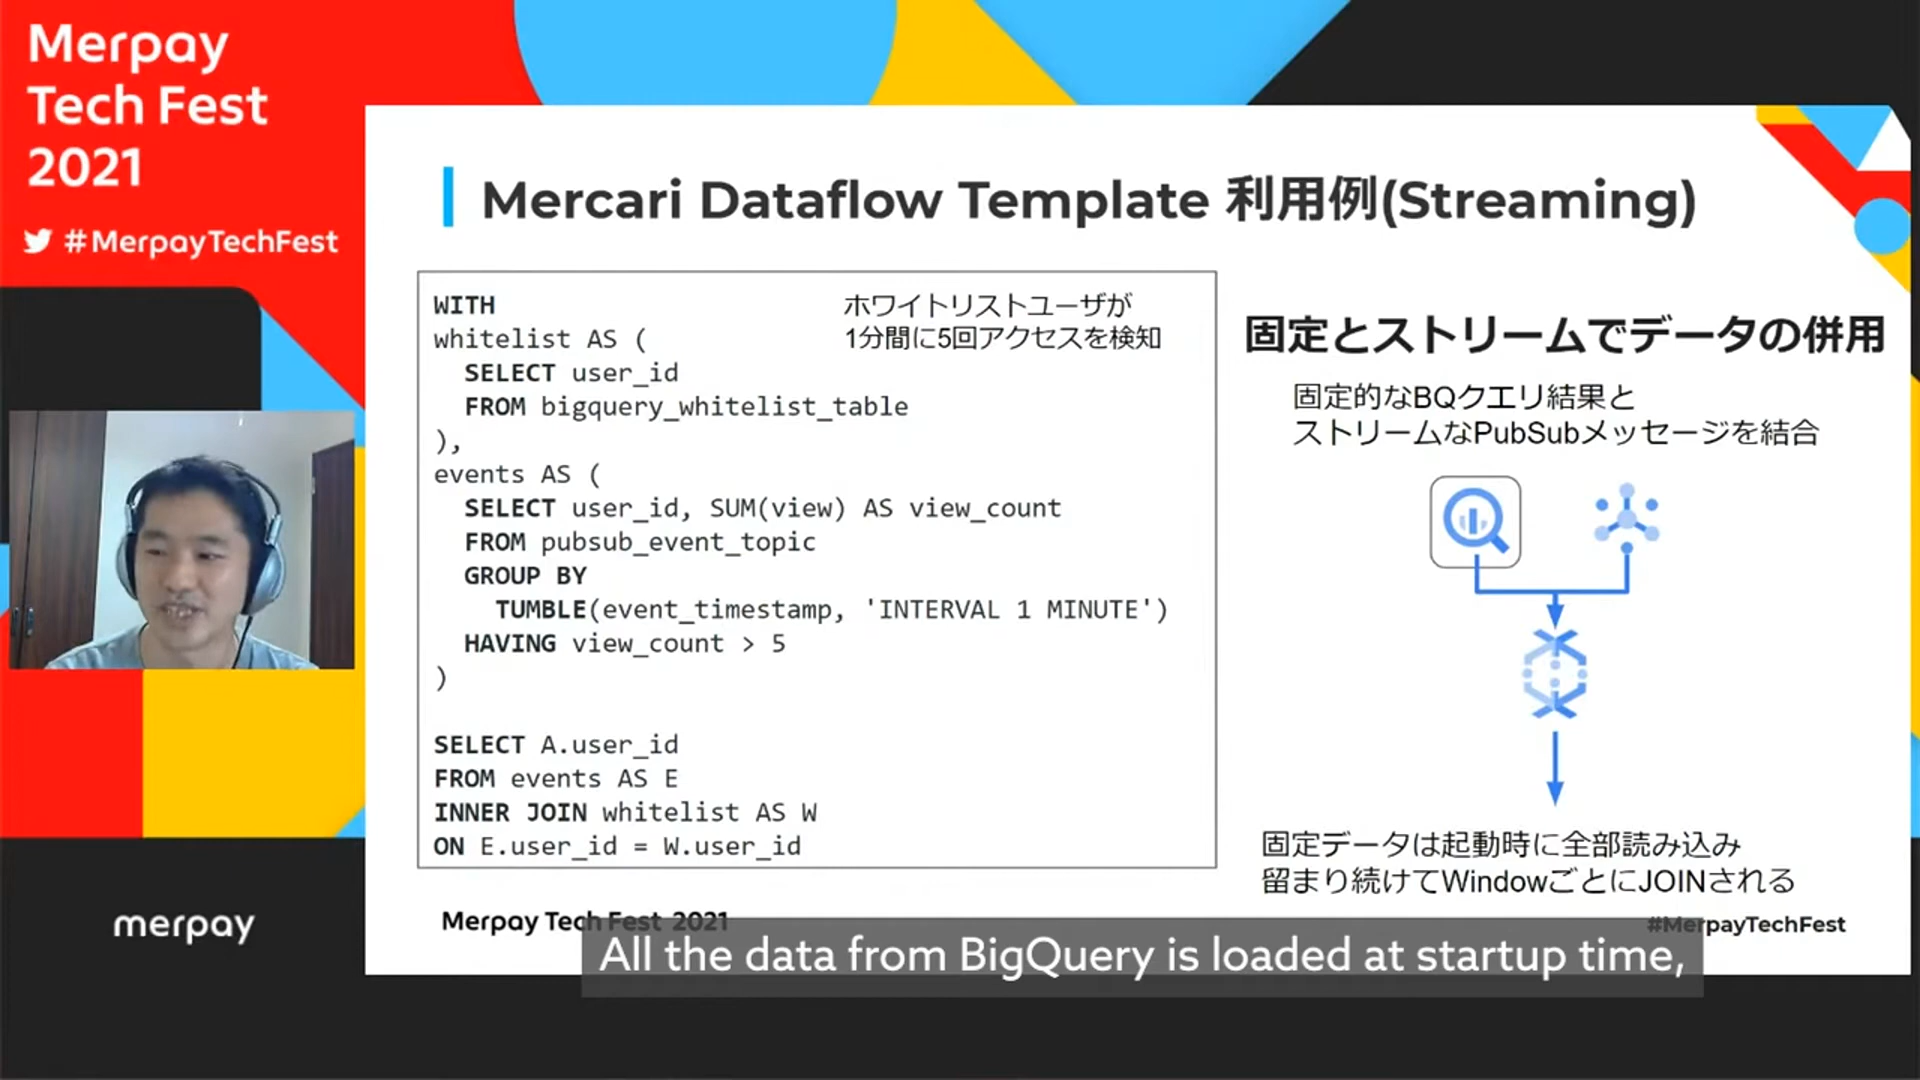 Merpay
Tech Fest
2021
#MerpayTechFest
Mercari Dataflow Template 利用例(Streaming)
WITH
whitelist AS (
SELECT user_id
FROM bigquery_whitelist_table
),
events AS (
SELECT user_id, SUM(view) AS view_count
FROM pubsub_event_topic
GROUP BY
TUMBLE(event_timestamp, 'INTERVAL 1 MINUTE')
HAVING view_count > 5
)
SELECT A.user_id
FROM events AS E
INNER JOIN whitelist AS W
ON E.user_id = W.user_id
ホワイトリストユーザが
1分間に5回アクセスを検知
固定とストリームでデータの併用
固定的なBQクエリ結果と
ストリームなPubSubメッセージを結合
固定データは起動時に全部読み込み
留まり続けてWindowごとにJOINされる
merpay
Merpay Tech Fest 2021
#MerpayTechFest
All the data from BigQuery is loaded at startup time,